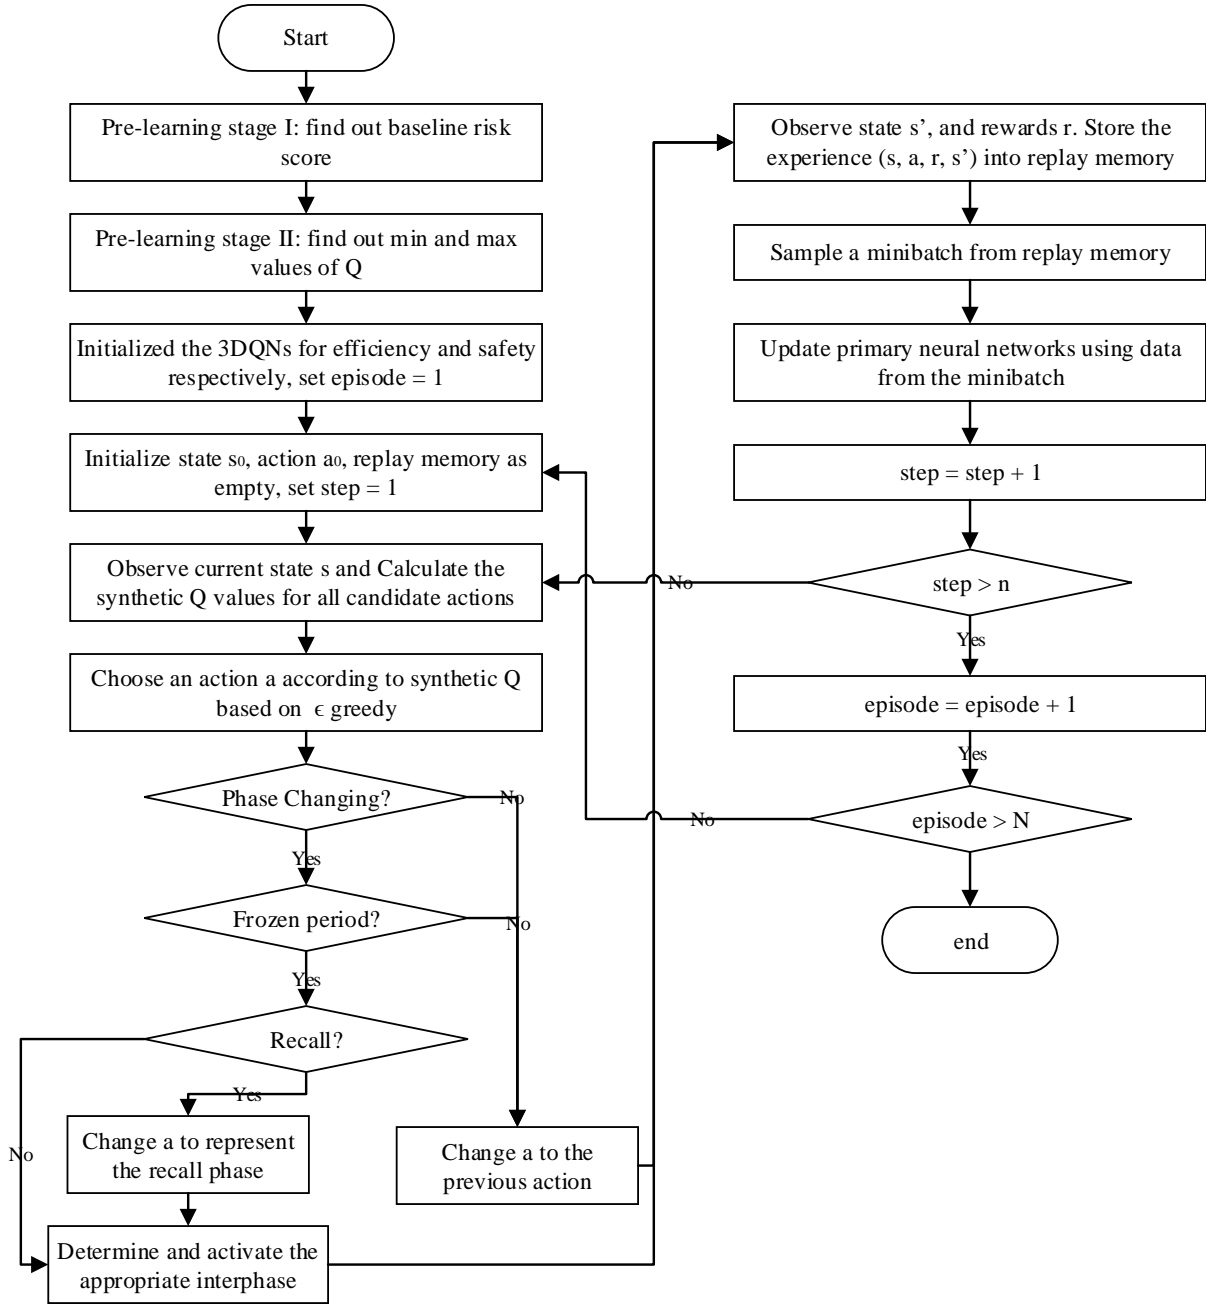 Start
Pre-learning stage I: find out baseline risk
score
Pre-learning stage II: find out min and max
values of Q
Initialized the 3DQNs for efficiency and safety
respectively, set episode = 1
Initialize state s₀, action a₀, replay memory as
empty, set step = 1
Observe current state s and Calculate the
synthetic Q values for all candidate actions
Choose an action a according to synthetic Q
based on ϵ greedy
Phase Changing?
No
Yes
Frozen period?
No
Yes
Recall?
Yes
No
Change a to represent
the recall phase
Change a to the
previous action
Determine and activate the
appropriate interphase
Observe state s’, and rewards r. Store the
experience (s, a, r, s’) into replay memory
Sample a minibatch from replay memory
Update primary neural networks using data
from the minibatch
step = step + 1
step > n
No
Yes
episode = episode + 1
Yes
episode > N
No
end